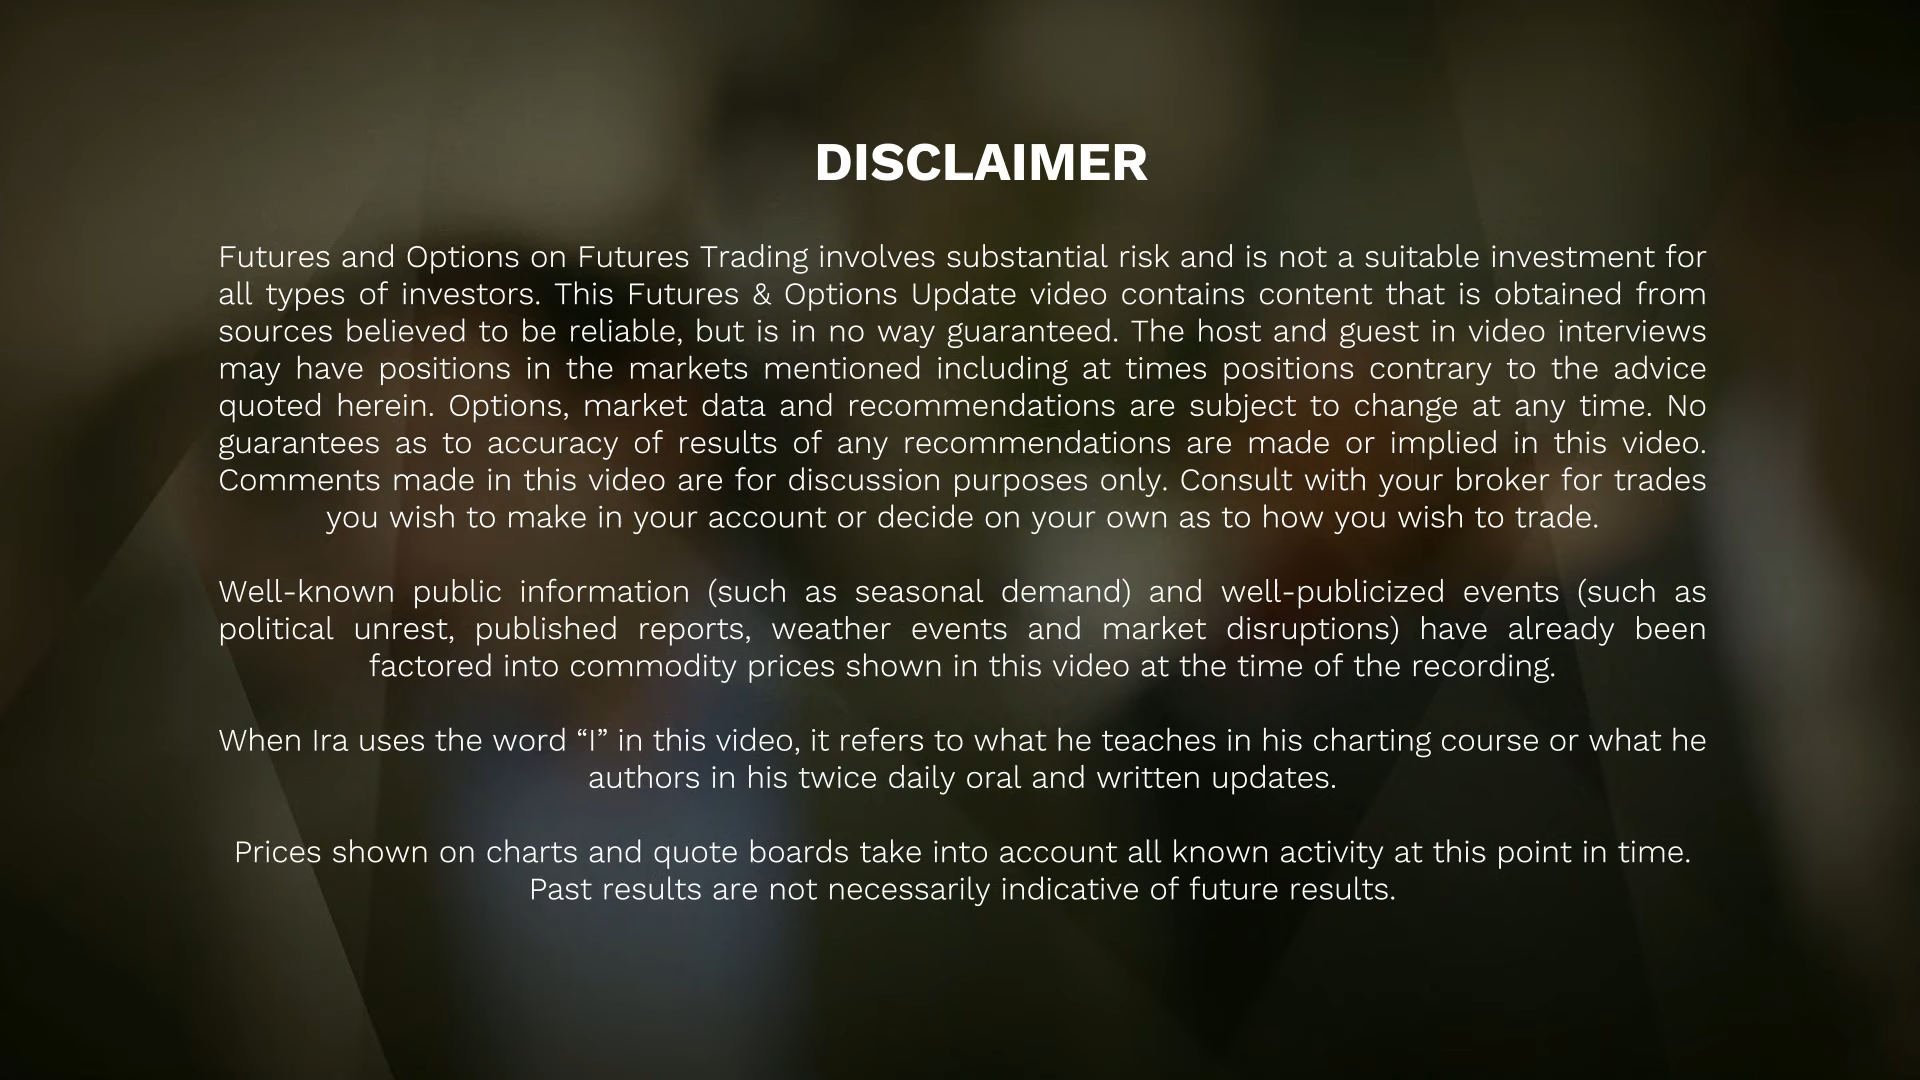 DISCLAIMER
Futures and Options on Futures Trading involves substantial risk and is not a suitable investment for
all types of investors. This Futures & Options Update video contains content that is obtained from
sources believed to be reliable, but is in no way guaranteed. The host and guest in video interviews
may have positions in the markets mentioned including at times positions contrary to the advice
quoted herein. Options, market data and recommendations are subject to change at any time. No
guarantees as to accuracy of results of any recommendations are made or implied in this video.
Comments made in this video are for discussion purposes only. Consult with your broker for trades
you wish to make in your account or decide on your own as to how you wish to trade.
Well-known public information (such as seasonal demand) and well-publicized events (such as
political unrest, published reports, weather events and market disruptions) have already been
factored into commodity prices shown in this video at the time of the recording.
When Ira uses the word “I” in this video, it refers to what he teaches in his charting course or what he
authors in his twice daily oral and written updates.
Prices shown on charts and quote boards take into account all known activity at this point in time.
Past results are not necessarily indicative of future results.